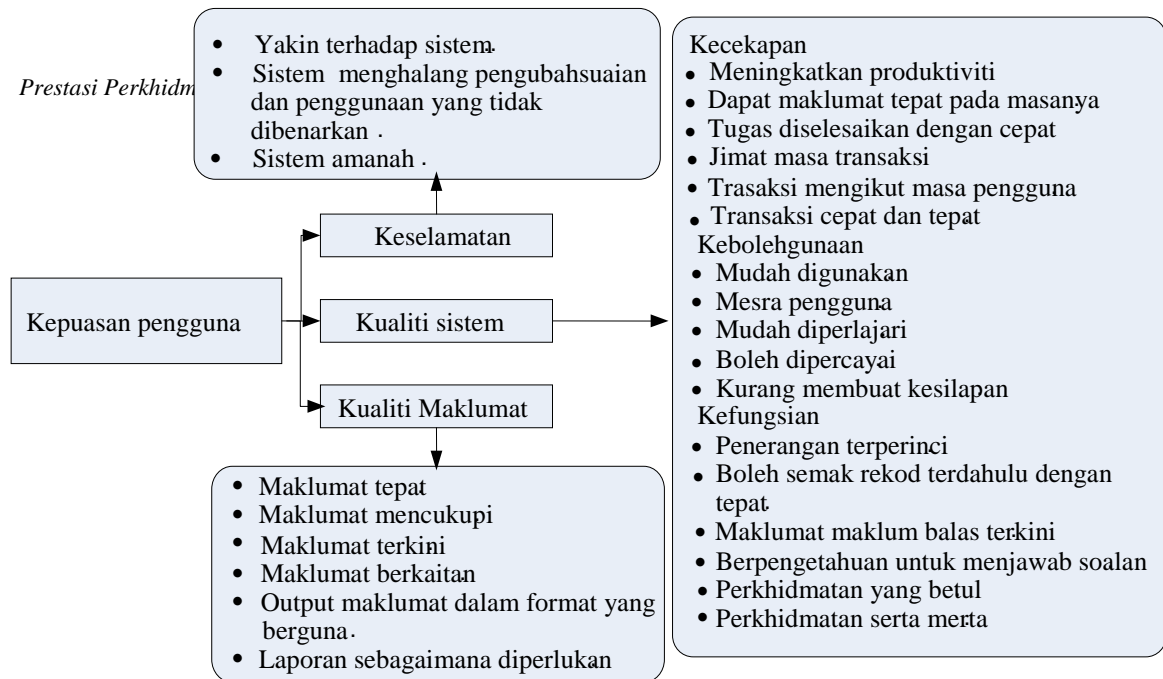 Prestasi Perkhidm
• Yakin terhadap sistem.
• Sistem menghalang pengubahsuaian
dan penggunaan yang tidak
dibenarkan .
• Sistem amanah .
Keselamatan
Kepuasan pengguna
Kualiti sistem
Kualiti Maklumat
• Maklumat tepat
• Maklumat mencukupi
• Maklumat terkini
• Maklumat berkaitan
• Output maklumat dalam format yang
berguna.
• Laporan sebagaimana diperlukan
Kecekapan
• Meningkatkan produktiviti
• Dapat maklumat tepat pada masanya
• Tugas diselesaikan dengan cepat
• Jimat masa transaksi
• Trasaksi mengikut masa pengguna
• Transaksi cepat dan tepat
Kebolehgunaan
• Mudah digunakan
• Mesra pengguna
• Mudah diperlajari
• Boleh dipercayai
• Kurang membuat kesilapan
Kefungsian
• Penerangan terperinci
• Boleh semak rekod terdahulu dengan
tepat.
• Maklumat maklum balas terkini
• Berpengetahuan untuk menjawab soalan
• Perkhidmatan yang betul
• Perkhidmatan serta merta